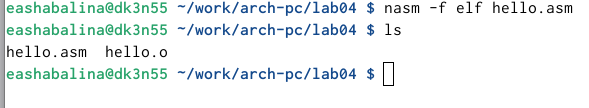 eashabalina@dk3n55 ~/work/arch-pc/lab04 $ nasm -f elf hello.asm
eashabalina@dk3n55 ~/work/arch-pc/lab04 $ ls
hello.asm  hello.o
eashabalina@dk3n55 ~/work/arch-pc/lab04 $